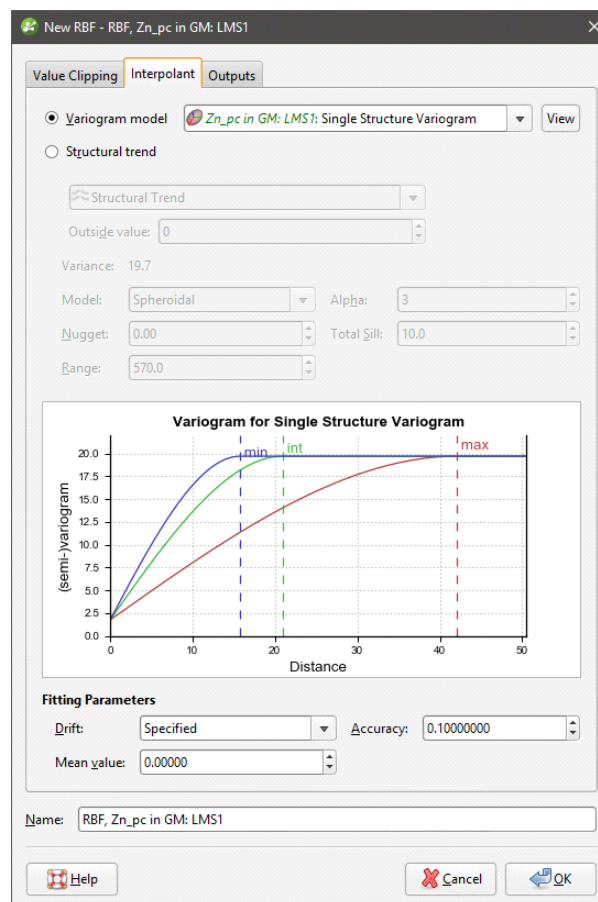 New RBF - RBF, Zn_pc in GM: LMS1
Value Clipping Interpolant Outputs
Variogram model Zn_pc in GM: LMS1: Single Structure Variogram View
Structural trend
Structural Trend
Outside value: 0
Variance: 19.7
Model: Spheroidal Alpha: 3
Nugget: 0.00 Total Sill: 10.0
Range: 570.0
Variogram for Single Structure Variogram
min int max
20.0
17.5
15.0
12.5
10.0
7.5
5.0
2.5
0.0
(semi-)variogram
0 10 20 30 40 50
Distance
Fitting Parameters
Drift: Specified Accuracy: 0.10000000
Mean value: 0.00000
Name: RBF, Zn_pc in GM: LMS1
Help Cancel OK